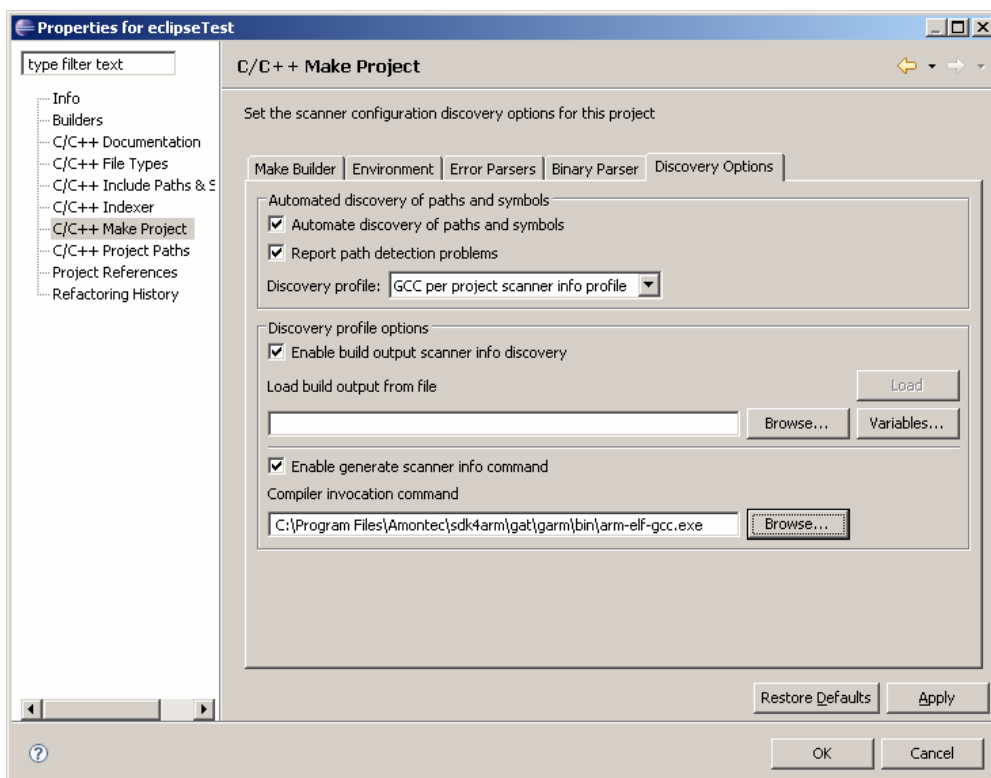 Properties for eclipseTest
type filter text
Info
Builders
C/C++ Documentation
C/C++ File Types
C/C++ Include Paths & S
C/C++ Indexer
C/C++ Make Project
C/C++ Project Paths
Project References
Refactoring History
C/C++ Make Project
Set the scanner configuration discovery options for this project
Make Builder Environment Error Parsers Binary Parser Discovery Options
Automated discovery of paths and symbols
Automate discovery of paths and symbols
Report path detection problems
Discovery profile: GCC per project scanner info profile
Discovery profile options
Enable build output scanner info discovery
Load build output from file
Load
Browse... Variables...
Enable generate scanner info command
Compiler invocation command
C:\Program Files\Amontec\sdk4arm\gat\garm\bin\arm-elf-gcc.exe Browse...
Restore Defaults Apply
? OK Cancel